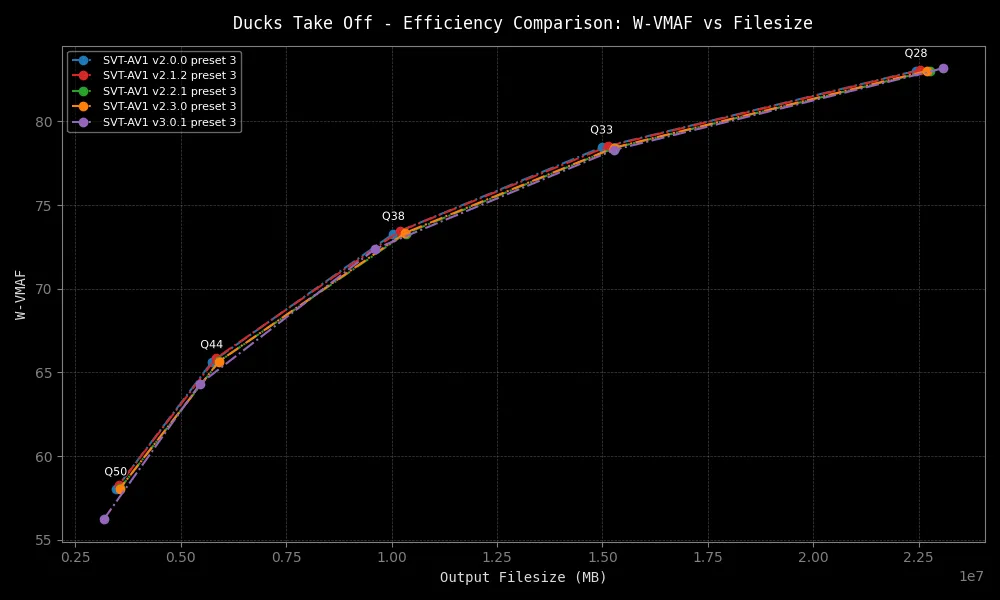 Ducks Take Off - Efficiency Comparison: W-VMAF vs Filesize
SVT-AV1 v2.0.0 preset 3
SVT-AV1 v2.1.2 preset 3
SVT-AV1 v2.2.1 preset 3
SVT-AV1 v2.3.0 preset 3
SVT-AV1 v3.0.1 preset 3
Q28
Q33
Q38
Q44
Q50
W-VMAF
80
75
70
65
60
55
0.25 0.50 0.75 1.00 1.25 1.50 1.75 2.00 2.25
1e7
Output Filesize (MB)